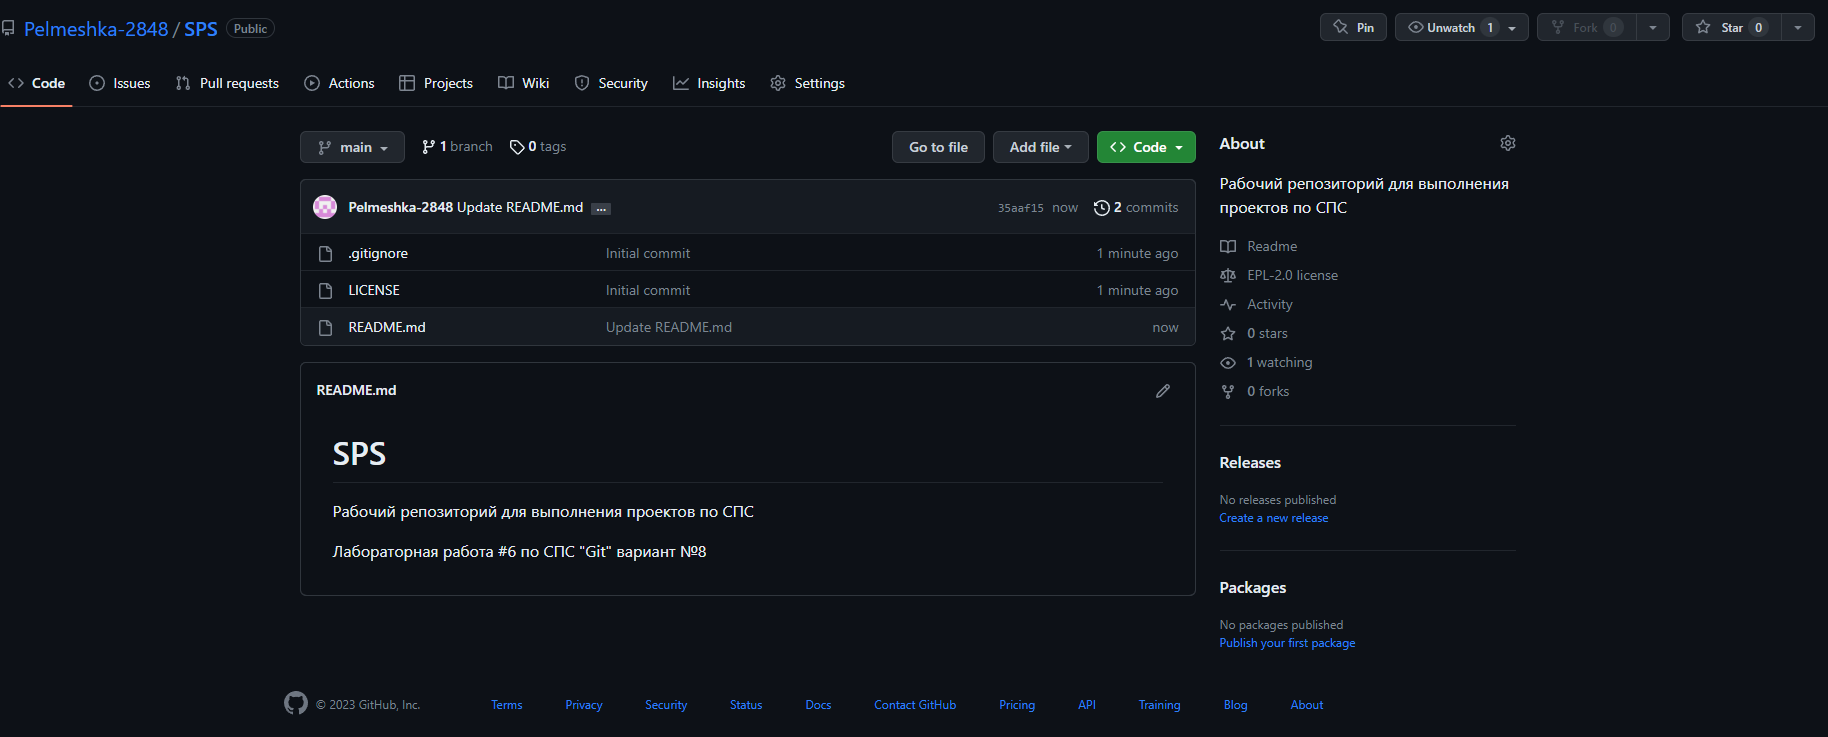 Pelmeshka-2848 / SPS Public
Pin
Unwatch 1
Fork 0
Star 0
Code Issues Pull requests Actions Projects Wiki Security Insights Settings
main 1 branch 0 tags
Go to file Add file Code
Pelmeshka-2848 Update README.md ... 35aaf15 now 2 commits
.gitignore Initial commit 1 minute ago
LICENSE Initial commit 1 minute ago
README.md Update README.md now
README.md
SPS
Рабочий репозиторий для выполнения проектов по СПС
Лабораторная работа #6 по СПС "Git" вариант №8
About
Рабочий репозиторий для выполнения
проектов по СПС
Readme
EPL-2.0 license
Activity
0 stars
1 watching
0 forks
Releases
No releases published
Create a new release
Packages
No packages published
Publish your first package
© 2023 GitHub, Inc. Terms Privacy Security Status Docs Contact GitHub Pricing API Training Blog About